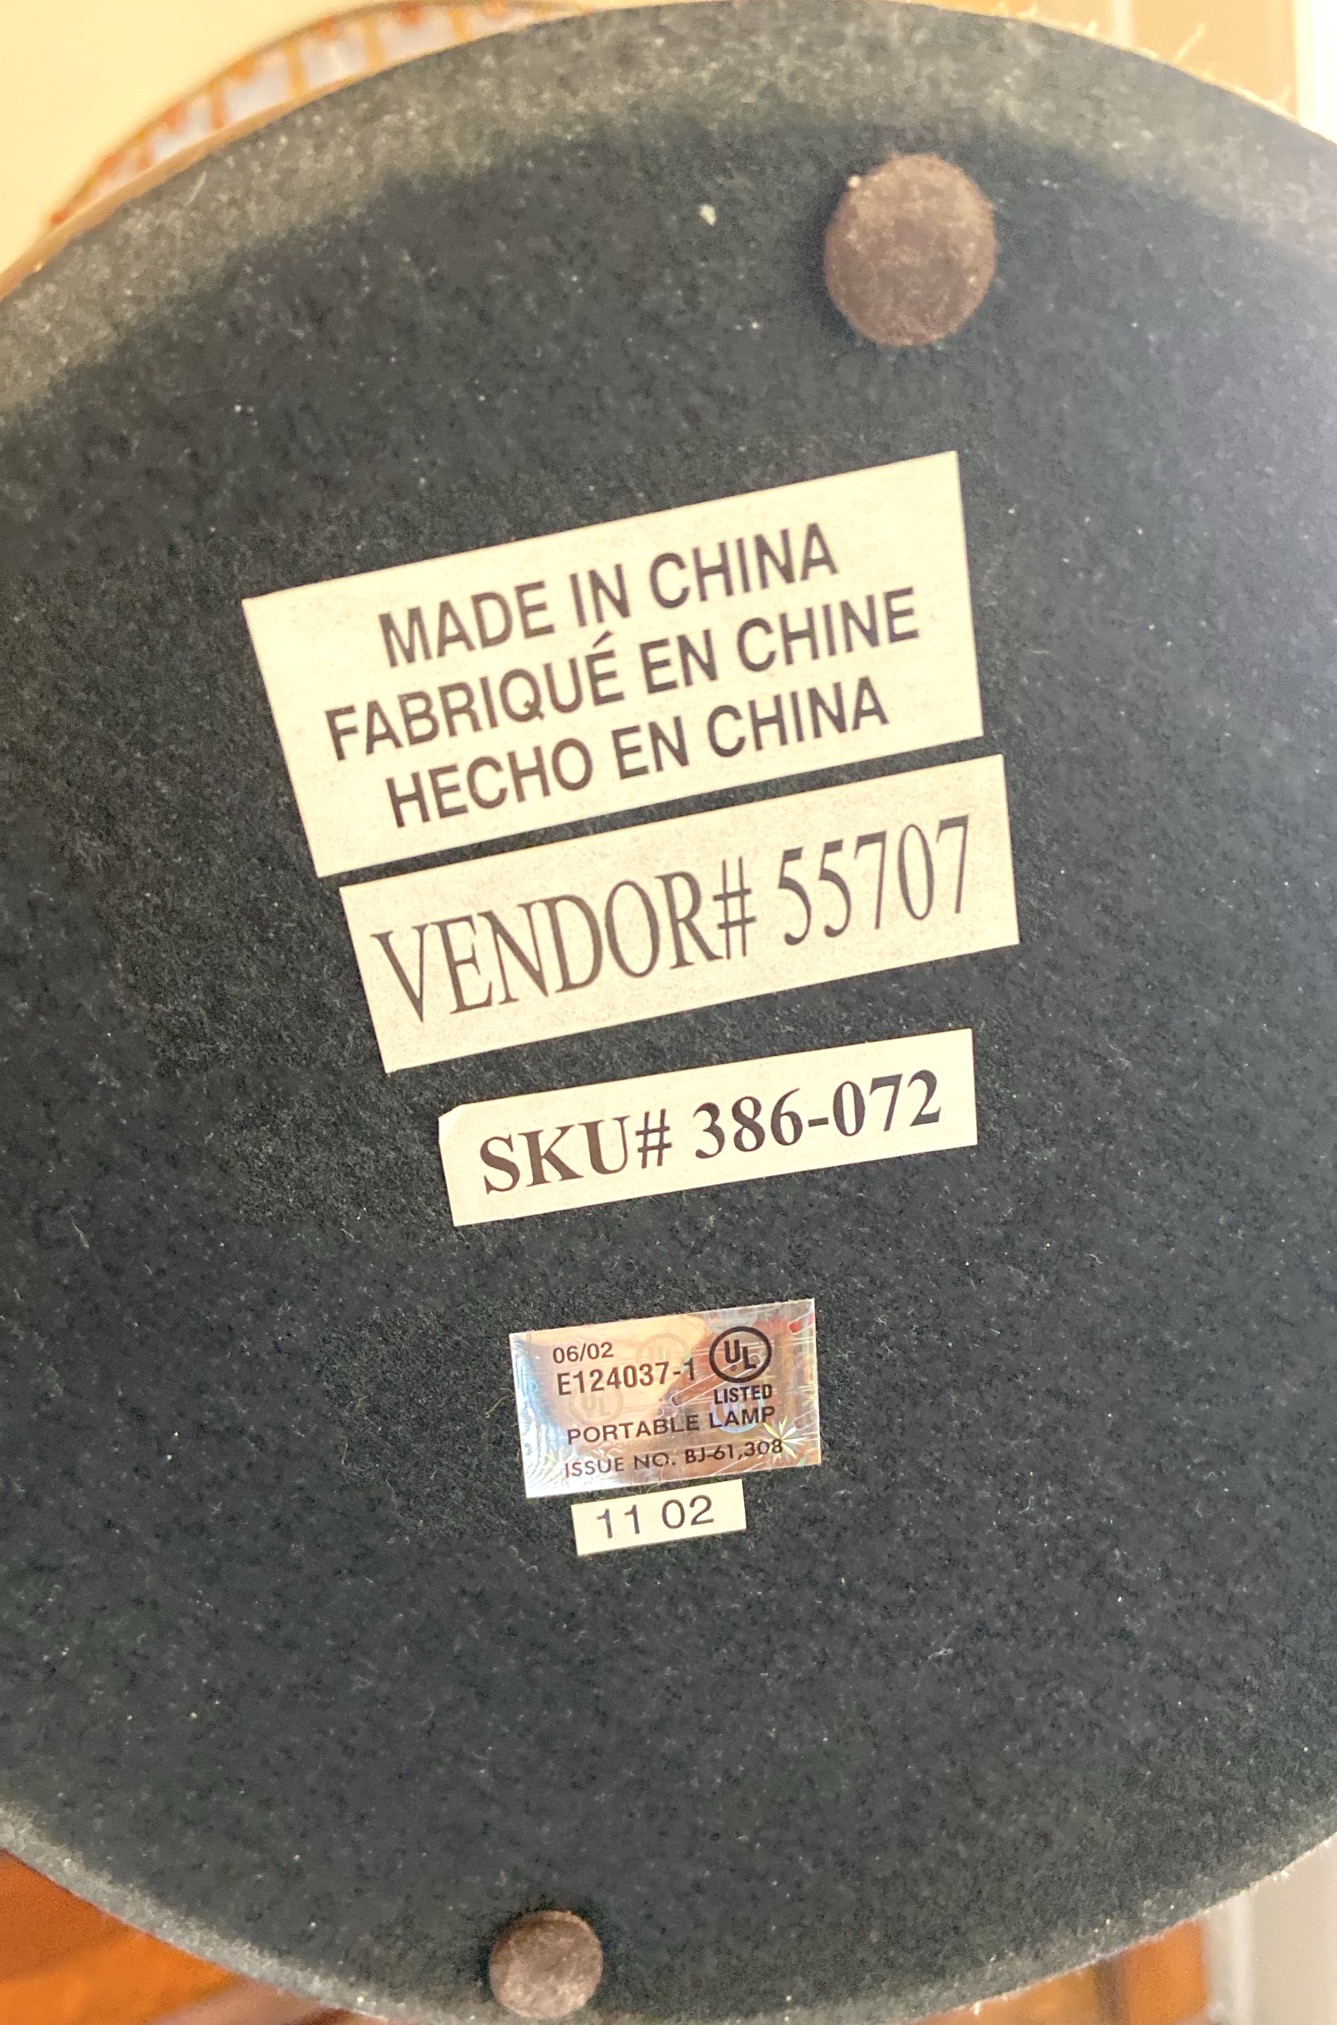 MADE IN CHINA
FABRIQUÉ EN CHINE
HECHO EN CHINA
VENDOR# 55707
SKU# 386-072
06/02
E124037-1
UL
LISTED
PORTABLE LAMP
ISSUE NO. BJ-61,308
11 02